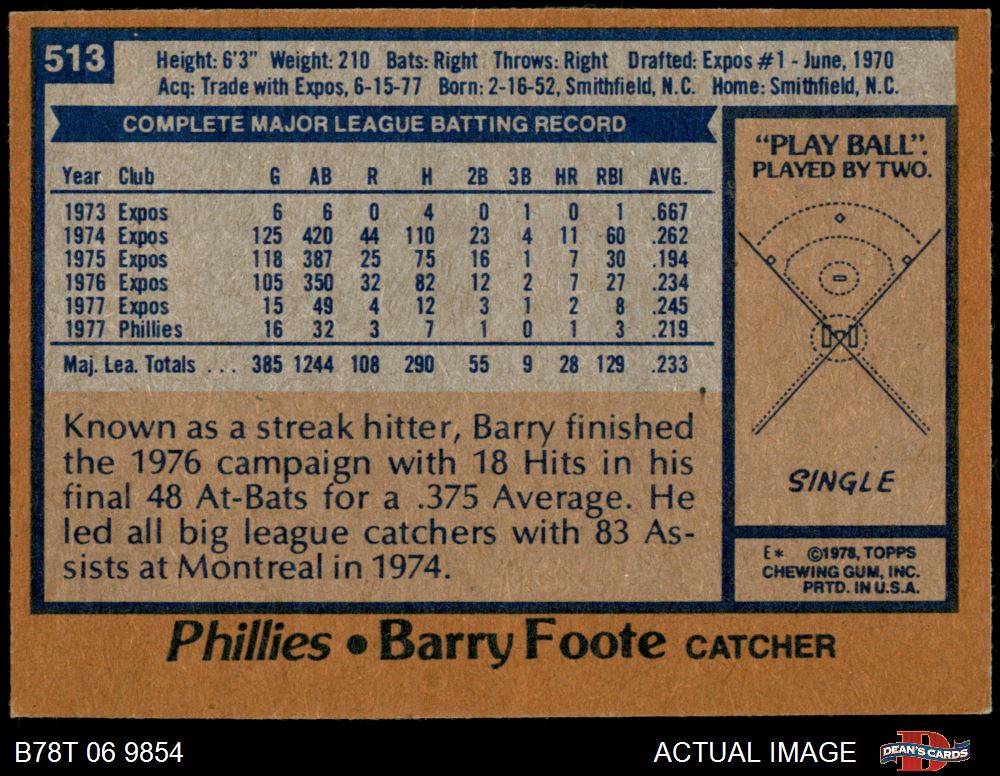 513
Height: 6'3" Weight: 210 Bats: Right Throws: Right Drafted: Expos #1 - June, 1970
Acq: Trade with Expos, 6-15-77 Born: 2-16-52, Smithfield, N.C. Home: Smithfield, N.C.
COMPLETE MAJOR LEAGUE BATTING RECORD
Year Club G AB R H 2B 3B HR RBI AVG.
1973 Expos 6 6 0 4 0 1 0 1 .667
1974 Expos 125 420 44 110 23 4 11 60 .262
1975 Expos 118 387 25 75 16 1 7 30 .194
1976 Expos 105 350 32 82 12 2 7 27 .234
1977 Expos 15 49 4 12 3 1 2 8 .245
1977 Phillies 16 32 3 7 1 0 1 3 .219
Maj. Lea. Totals ... 385 1244 108 290 55 9 28 129 .233
Known as a streak hitter, Barry finished
the 1976 campaign with 18 Hits in his
final 48 At-Bats for a .375 Average. He
led all big league catchers with 83 As-
sists at Montreal in 1974.
"PLAY BALL".
PLAYED BY TWO.
SINGLE
E* ©1978, TOPPS
CHEWING GUM, INC.
PRTD. IN U.S.A.
Phillies • Barry Foote CATCHER
B78T 06 9854
ACTUAL IMAGE
D
DEAN'S CARDS